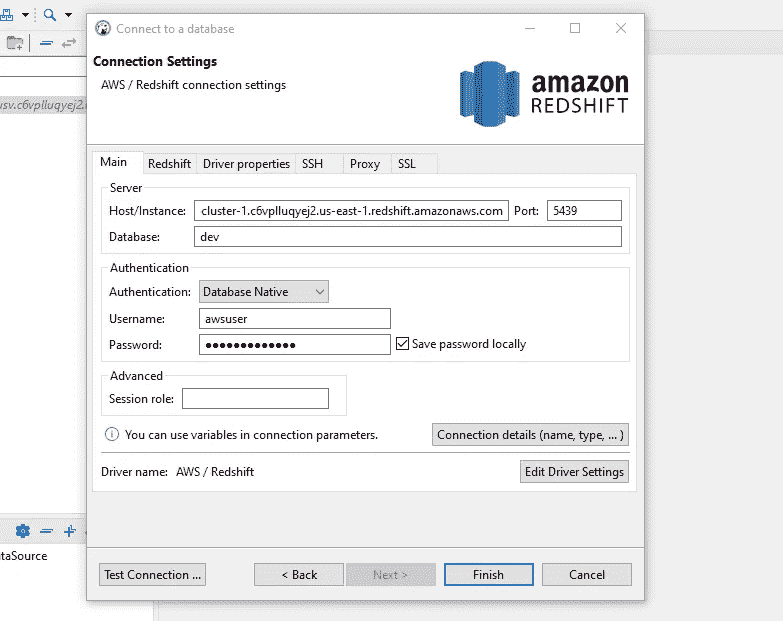 Connect to a database
Connection Settings
AWS / Redshift connection settings
amazon
REDSHIFT
usv.c6vplluqyej2.
Main Redshift Driver properties SSH Proxy SSL
Server
Host/Instance: cluster-1.c6vplluqyej2.us-east-1.redshift.amazonaws.com Port: 5439
Database: dev
Authentication
Authentication: Database Native
Username: awsuser
Password: ••••••••••••• Save password locally
Advanced
Session role:
You can use variables in connection parameters. Connection details (name, type, ... )
Driver name: AWS / Redshift Edit Driver Settings
taSource
Test Connection ... < Back Next > Finish Cancel